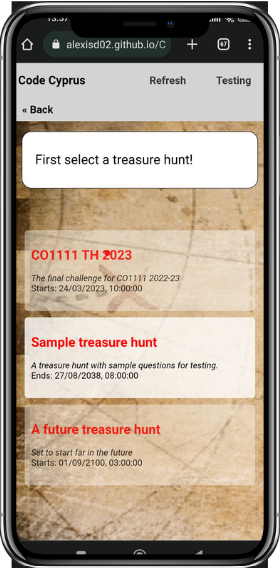 13:57
alexisd02.github.io/C
67
Code Cyprus Refresh Testing
« Back
First select a treasure hunt!
CO1111 TH 2023
The final challenge for CO1111 2022-23
Starts: 24/03/2023, 10:00:00
Sample treasure hunt
A treasure hunt with sample questions for testing.
Ends: 27/08/2038, 08:00:00
A future treasure hunt
Set to start far in the future
Starts: 01/09/2100, 03:00:00